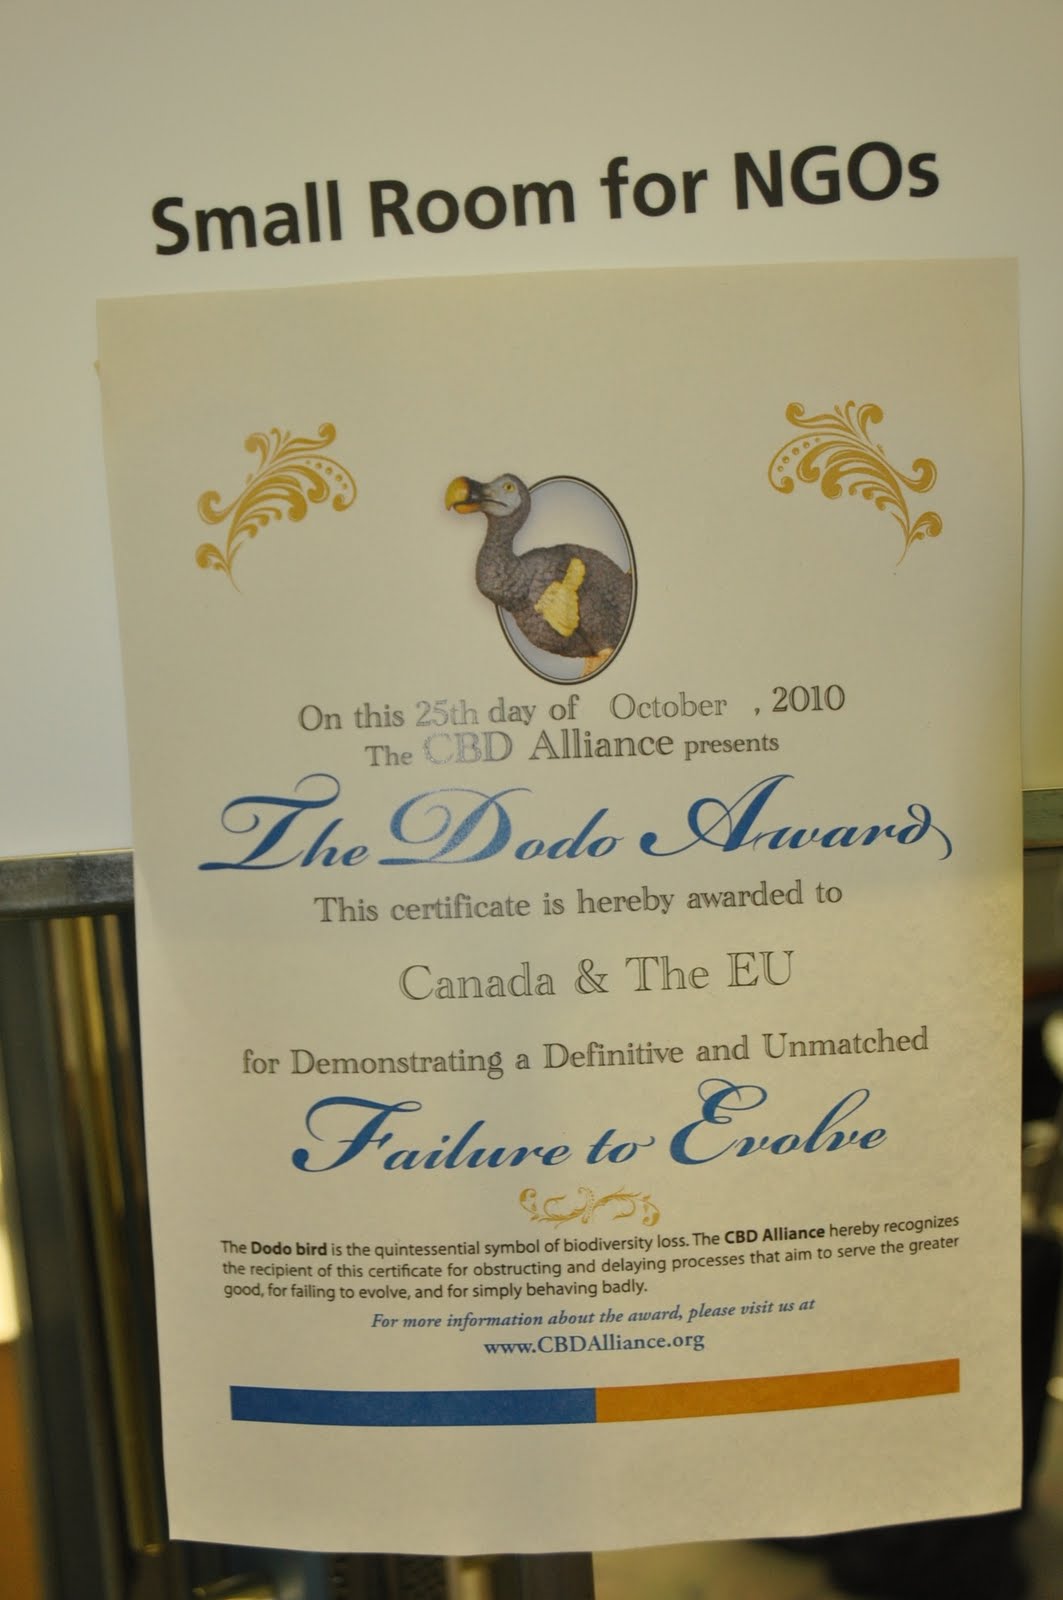 Small Room for NGOs
On this 25th day of October , 2010
The CBD Alliance presents
The Dodo Award
This certificate is hereby awarded to
Canada & The EU
for Demonstrating a Definitive and Unmatched
Failure to Evolve
The Dodo bird is the quintessential symbol of biodiversity loss. The CBD Alliance hereby recognizes
the recipient of this certificate for obstructing and delaying processes that aim to serve the greater
good, for failing to evolve, and for simply behaving badly.
For more information about the award, please visit us at
www.CBDAlliance.org